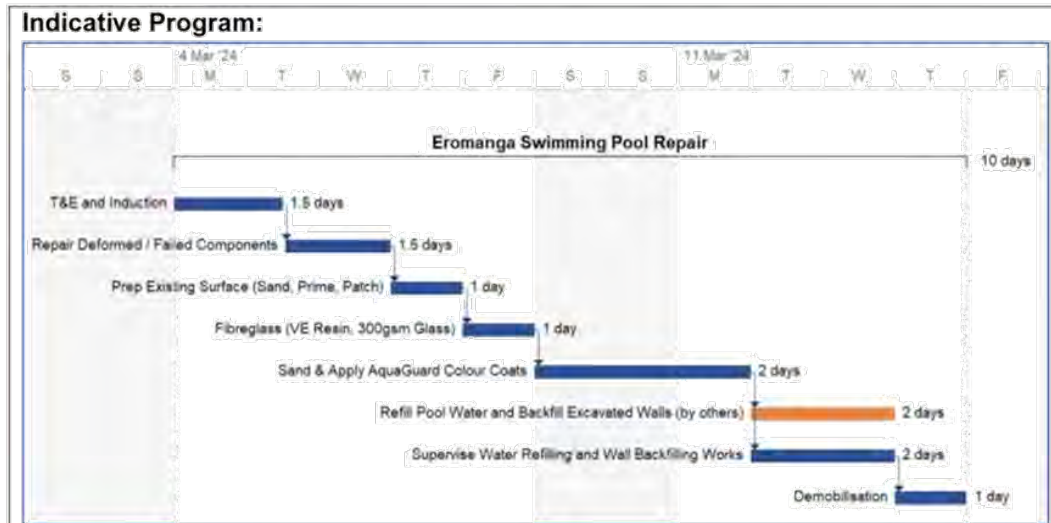 Indicative Program:
4 Mar '24 11 Mar '24
S S M T W T F S S M T W T F
Eromanga Swimming Pool Repair
10 days
T&E and Induction 1.5 days
Repair Deformed / Failed Components 1.5 days
Prep Existing Surface (Sand, Prime, Patch) 1 day
Fibreglass (VE Resin, 300gsm Glass) 1 day
Sand & Apply AquaGuard Colour Coats 2 days
Refill Pool Water and Backfill Excavated Walls (by others) 2 days
Supervise Water Refilling and Wall Backfilling Works 2 days
Demobilisation 1 day